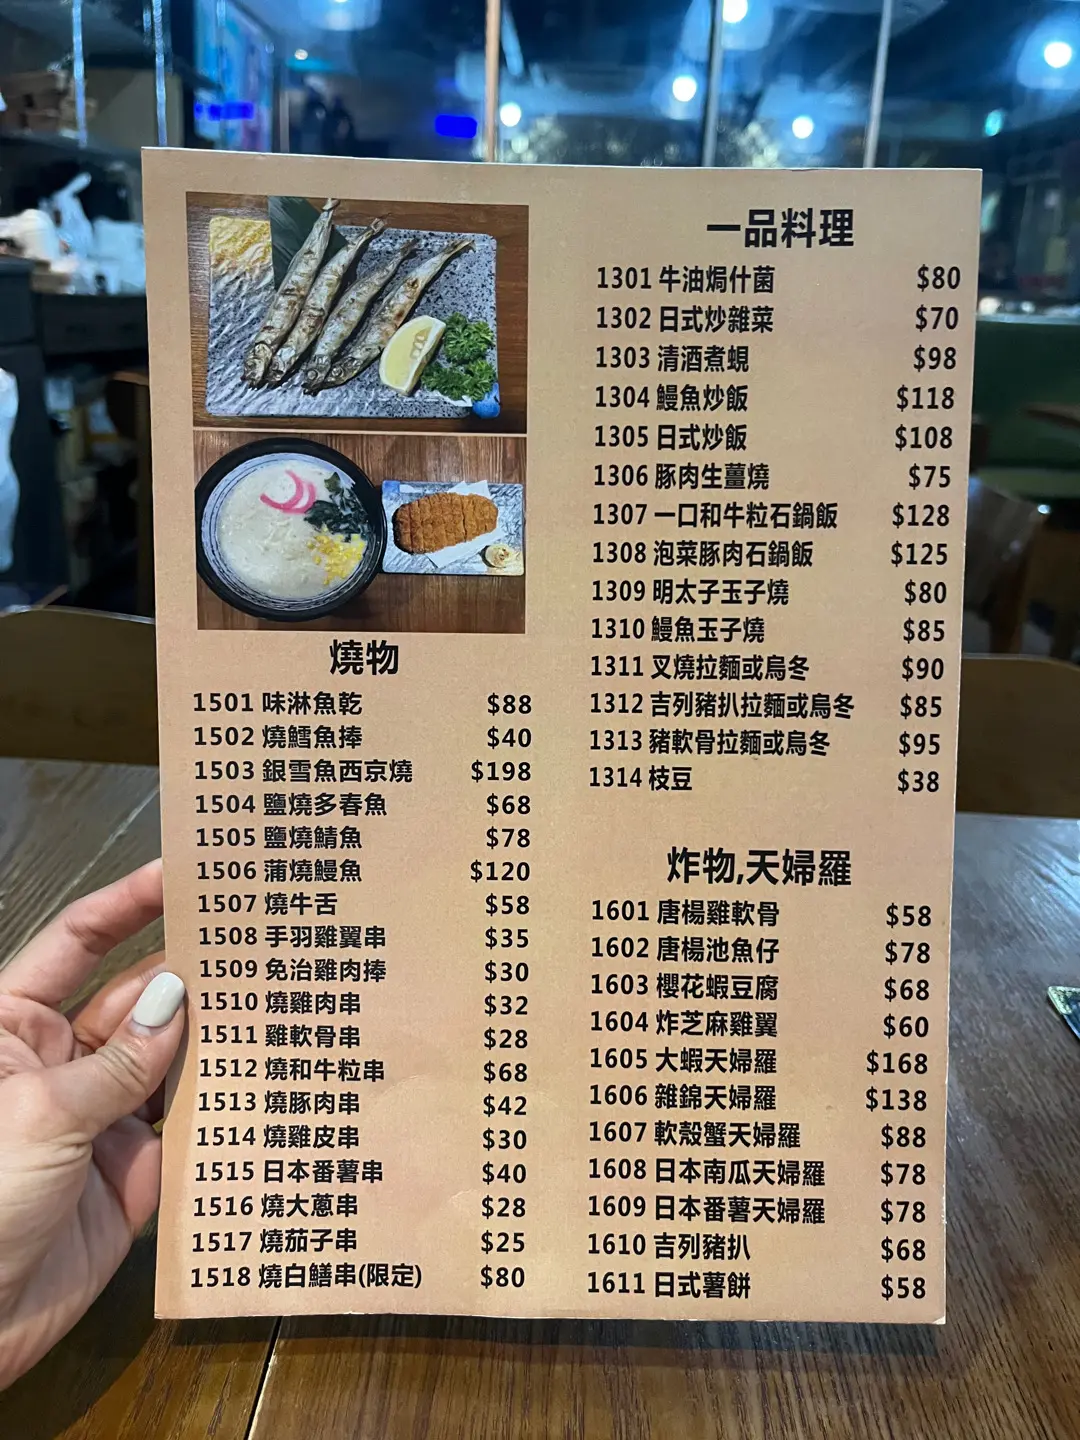 燒物
1501 味淋魚乾 $88
1502 燒鱈魚捧 $40
1503 銀雪魚西京燒 $198
1504 鹽燒多春魚 $68
1505 鹽燒鯖魚 $78
1506 蒲燒鰻魚 $120
1507 燒牛舌 $58
1508 手羽雞翼串 $35
1509 免治雞肉捧 $30
1510 燒雞肉串 $32
1511 雞軟骨串 $28
1512 燒和牛粒串 $68
1513 燒豚肉串 $42
1514 燒雞皮串 $30
1515 日本番薯串 $40
1516 燒大蔥串 $28
1517 燒茄子串 $25
1518 燒白鱔串(限定) $80
一品料理
1301 牛油焗什菌 $80
1302 日式炒雜菜 $70
1303 清酒煮蜆 $98
1304 鰻魚炒飯 $118
1305 日式炒飯 $108
1306 豚肉生薑燒 $75
1307 一口和牛粒石鍋飯 $128
1308 泡菜豚肉石鍋飯 $125
1309 明太子玉子燒 $80
1310 鰻魚玉子燒 $85
1311 叉燒拉麵或烏冬 $90
1312 吉列豬扒拉麵或烏冬 $85
1313 豬軟骨拉麵或烏冬 $95
1314 枝豆 $38
炸物,天婦羅
1601 唐楊雞軟骨 $58
1602 唐楊池魚仔 $78
1603 櫻花蝦豆腐 $68
1604 炸芝麻雞翼 $60
1605 大蝦天婦羅 $168
1606 雜錦天婦羅 $138
1607 軟殼蟹天婦羅 $88
1608 日本南瓜天婦羅 $78
1609 日本番薯天婦羅 $78
1610 吉列豬扒 $68
1611 日式薯餅 $58